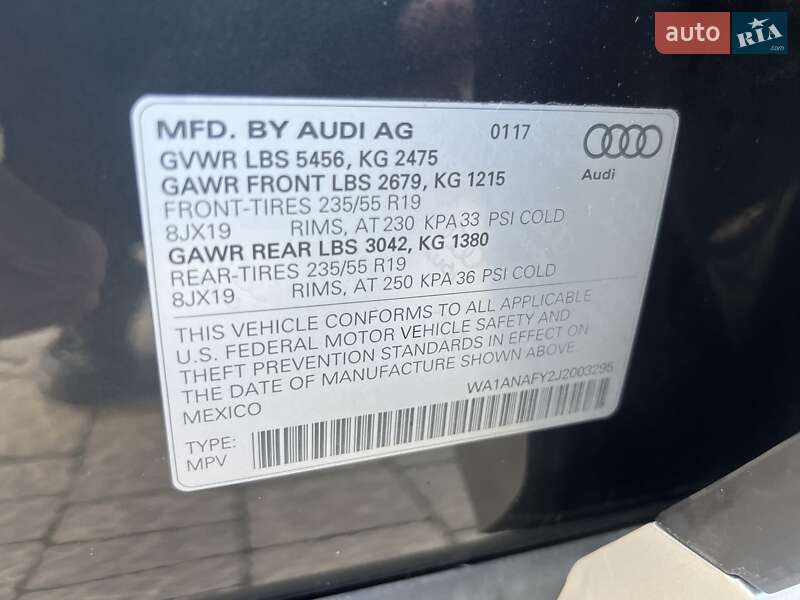 auto RIA .com
MFD. BY AUDI AG 0117
Audi
GVWR LBS 5456, KG 2475
GAWR FRONT LBS 2679, KG 1215
FRONT-TIRES 235/55 R19
8JX19 RIMS, AT 230 KPA 33 PSI COLD
GAWR REAR LBS 3042, KG 1380
REAR-TIRES 235/55 R19
8JX19 RIMS, AT 250 KPA 36 PSI COLD
THIS VEHICLE CONFORMS TO ALL APPLICABLE
U.S. FEDERAL MOTOR VEHICLE SAFETY AND
THEFT PREVENTION STANDARDS IN EFFECT ON
THE DATE OF MANUFACTURE SHOWN ABOVE.
MEXICO WA1ANAFY2J2003295
TYPE:
MPV